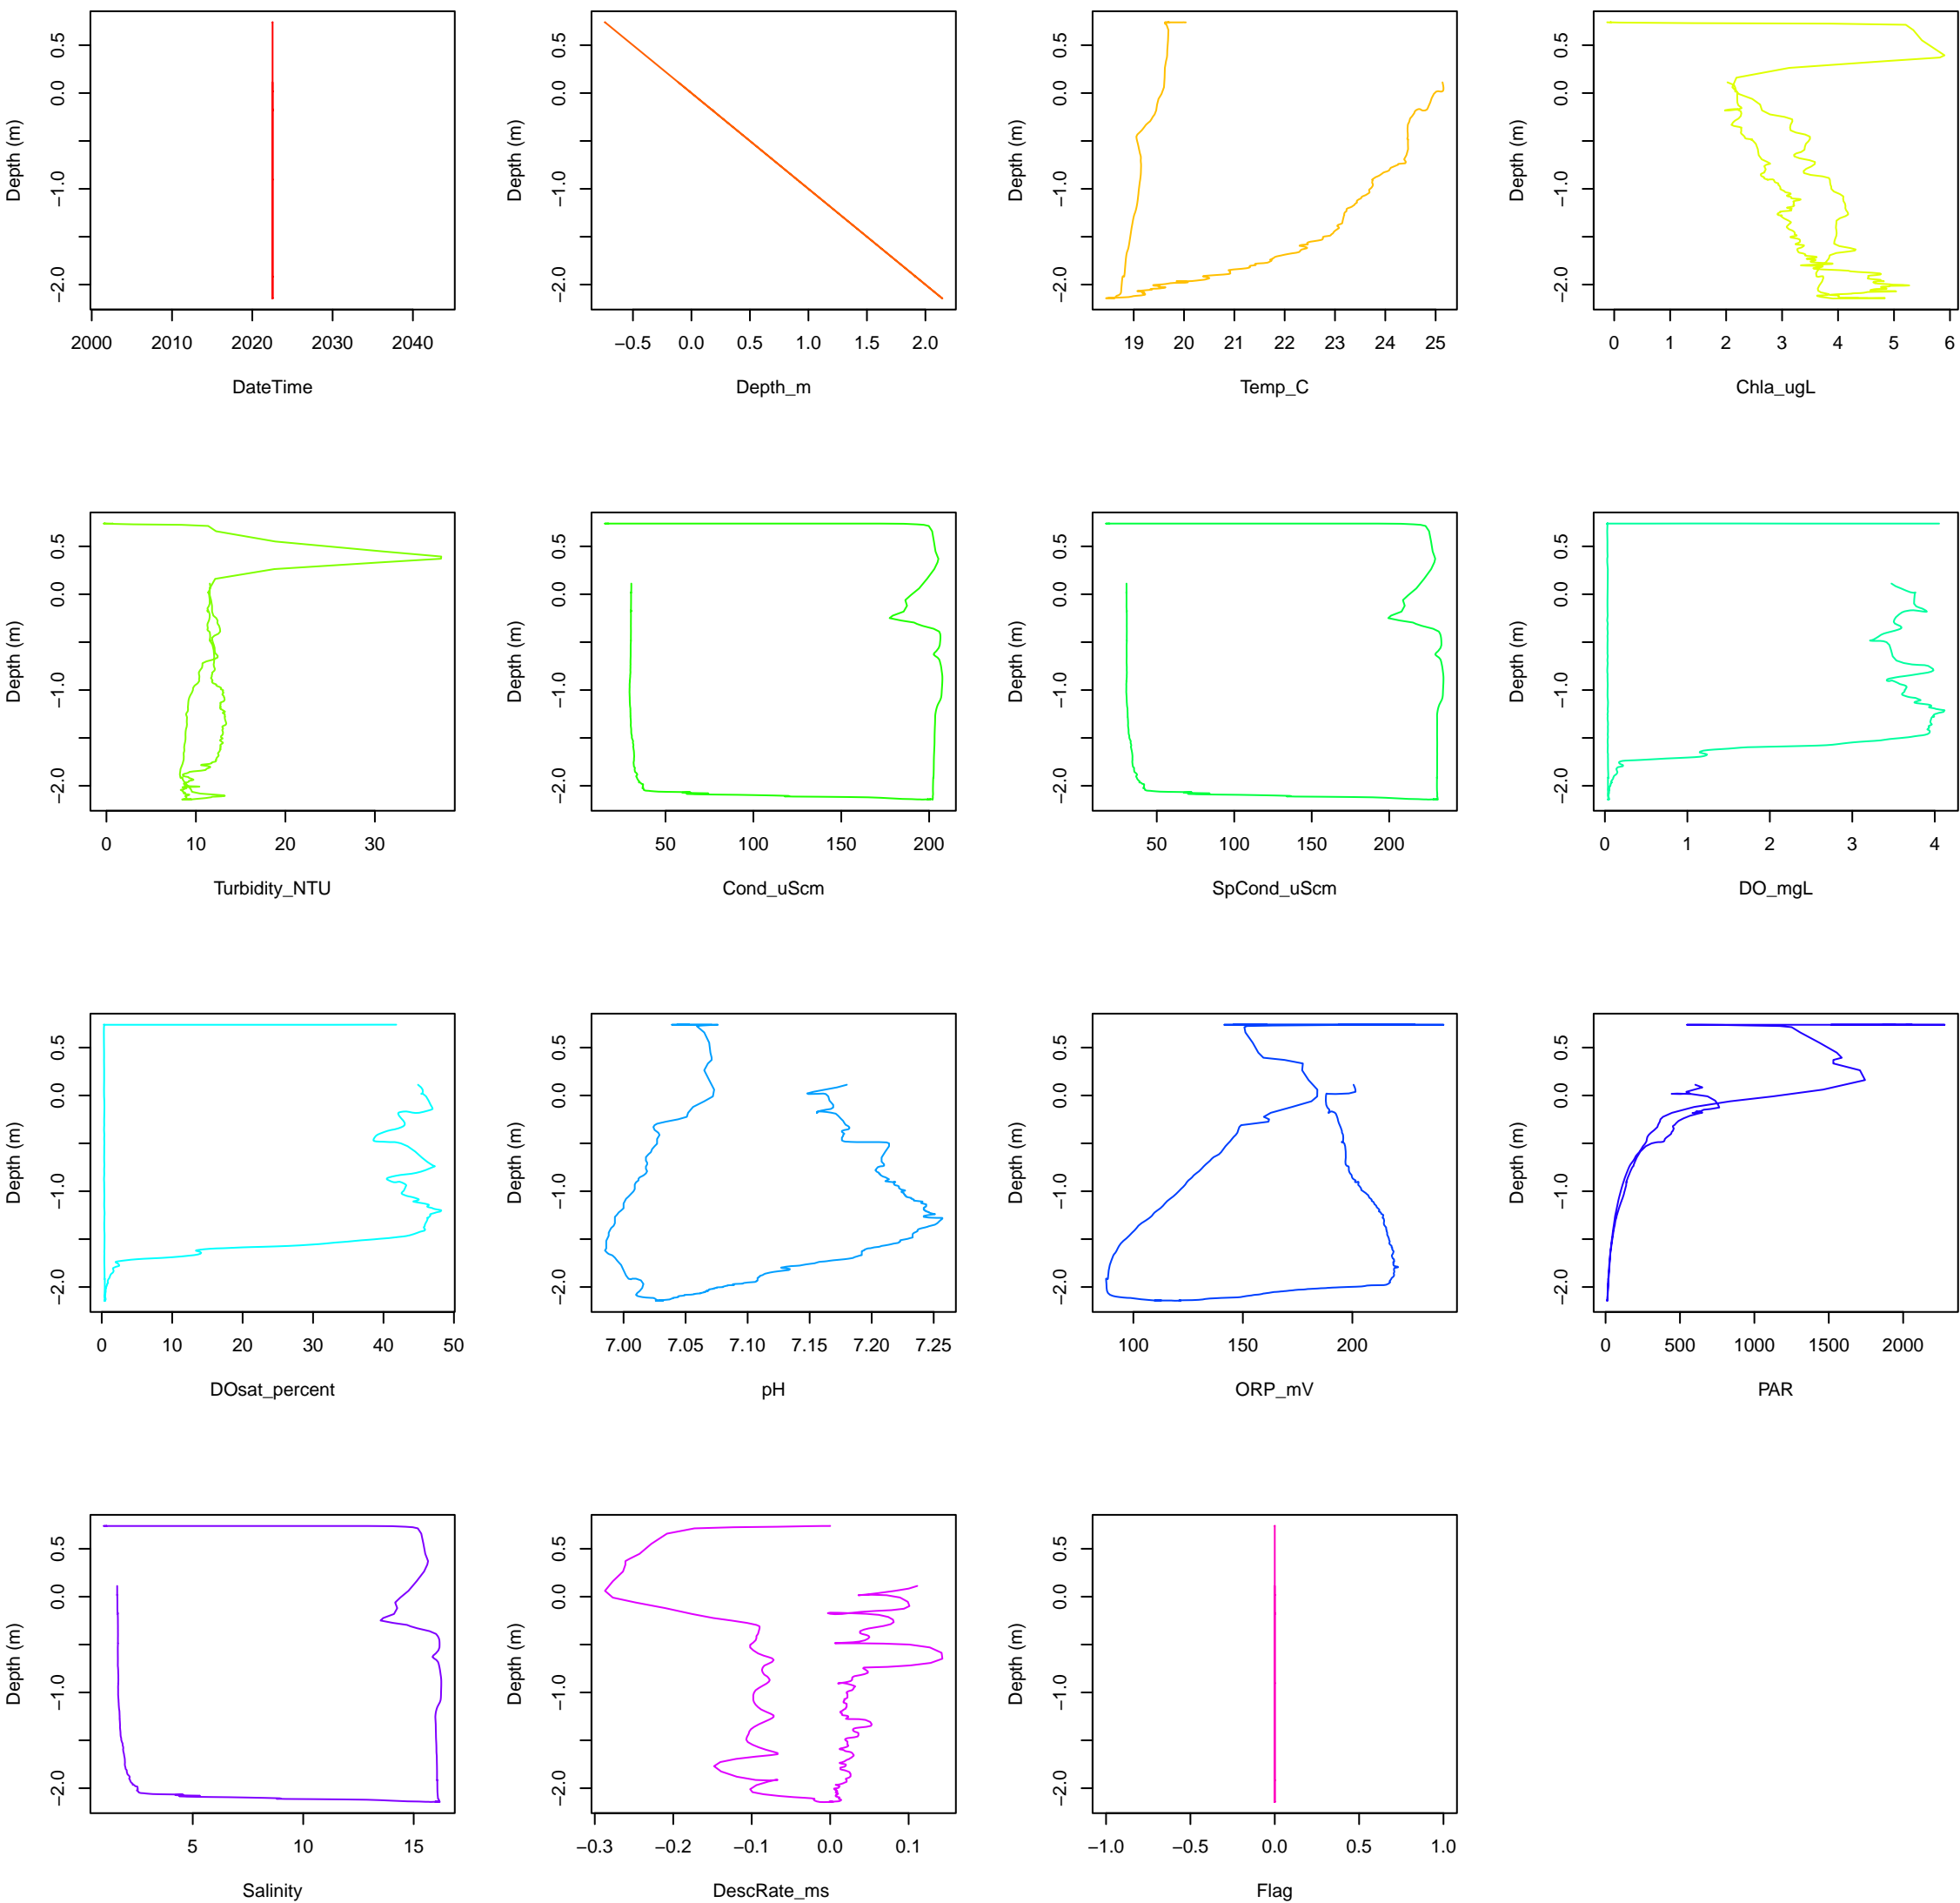 Depth (m)
0.5
0.0
−1.0
−2.0
2000 2010 2020 2030 2040
DateTime
Depth (m)
0.5
0.0
−1.0
−2.0
−0.5 0.0 0.5 1.0 1.5 2.0
Depth_m
Depth (m)
0.5
0.0
−1.0
−2.0
19 20 21 22 23 24 25
Temp_C
Depth (m)
0.5
0.0
−1.0
−2.0
0 1 2 3 4 5 6
Chla_ugL
Depth (m)
0.5
0.0
−1.0
−2.0
0 10 20 30
Turbidity_NTU
Depth (m)
0.5
0.0
−1.0
−2.0
50 100 150 200
Cond_uScm
Depth (m)
0.5
0.0
−1.0
−2.0
50 100 150 200
SpCond_uScm
Depth (m)
0.5
0.0
−1.0
−2.0
0 1 2 3 4
DO_mgL
Depth (m)
0.5
0.0
−1.0
−2.0
0 10 20 30 40 50
DOsat_percent
Depth (m)
0.5
0.0
−1.0
−2.0
7.00 7.05 7.10 7.15 7.20 7.25
pH
Depth (m)
0.5
0.0
−1.0
−2.0
100 150 200
ORP_mV
Depth (m)
0.5
0.0
−1.0
−2.0
0 500 1000 1500 2000
PAR
Depth (m)
0.5
0.0
−1.0
−2.0
5 10 15
Salinity
Depth (m)
0.5
0.0
−1.0
−2.0
−0.3 −0.2 −0.1 0.0 0.1
DescRate_ms
Depth (m)
0.5
0.0
−1.0
−2.0
−1.0 −0.5 0.0 0.5 1.0
Flag